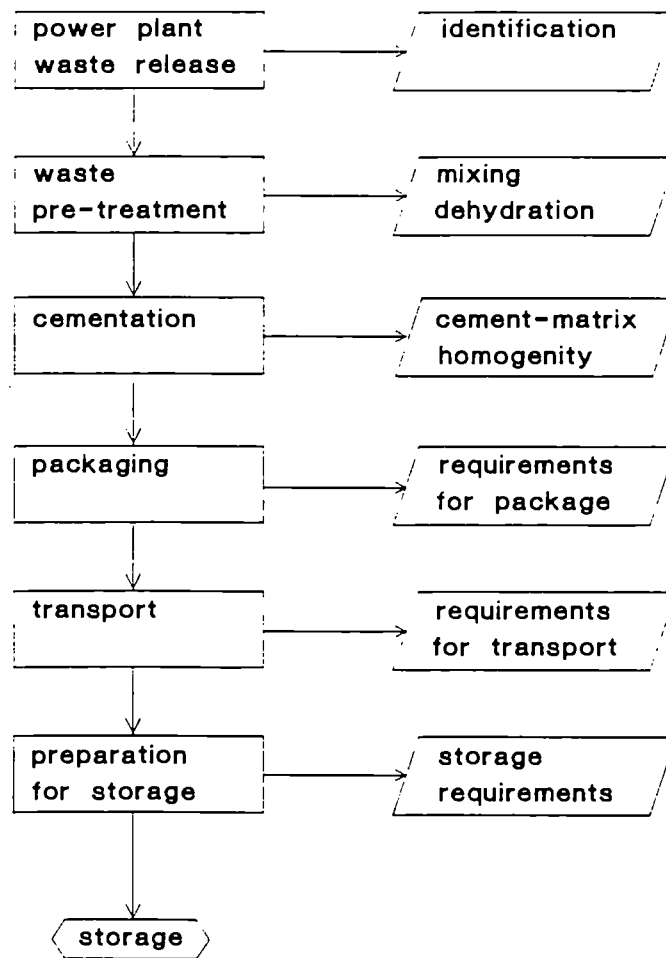 power plant
waste release
identification
waste
pre-treatment
mixing
dehydration
cementation
cement-matrix
homogenity
packaging
requirements
for package
transport
requirements
for transport
preparation
for storage
storage
requirements
storage